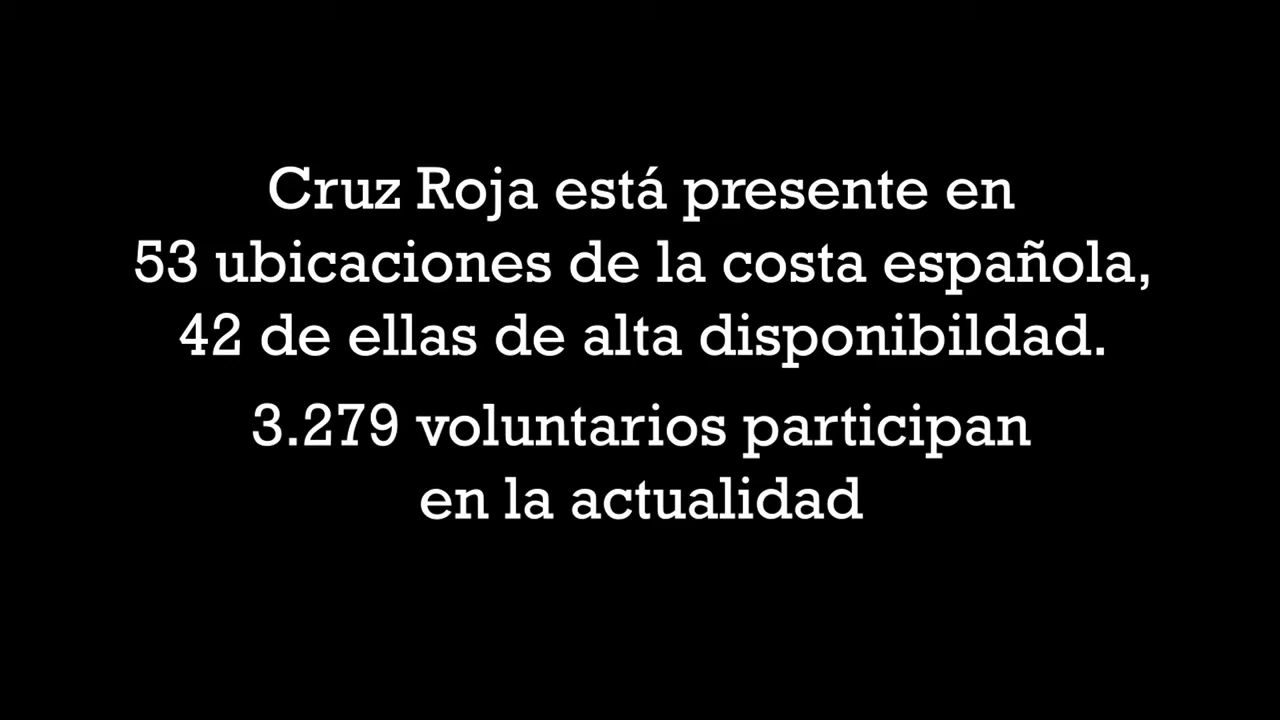 Cruz Roja está presente en
53 ubicaciones de la costa española,
42 de ellas de alta disponibildad.
3.279 voluntarios participan
en la actualidad